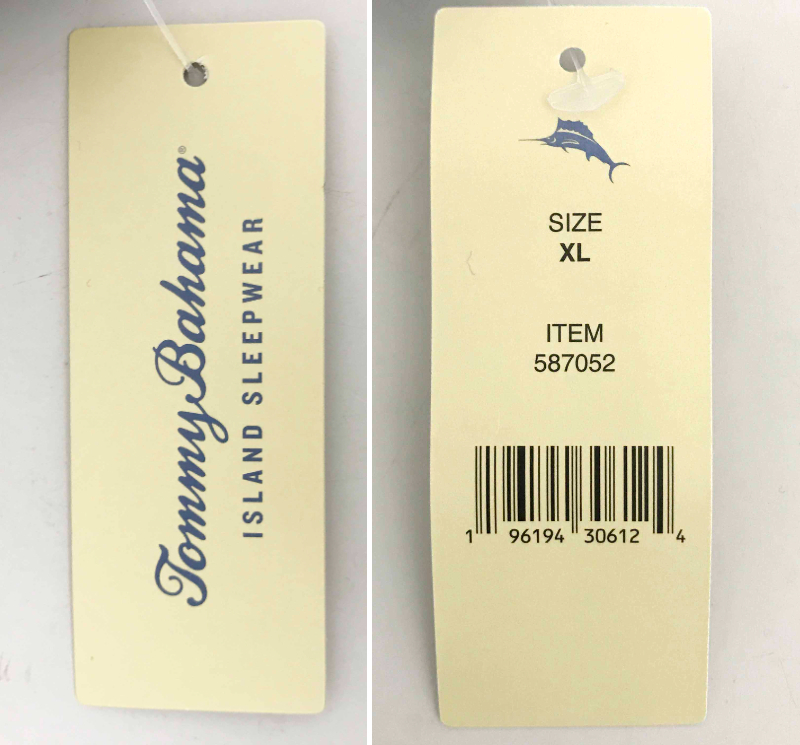 Tommy Bahama®
ISLAND SLEEPWEAR
SIZE
XL
ITEM
587052
1 96194 30612 4